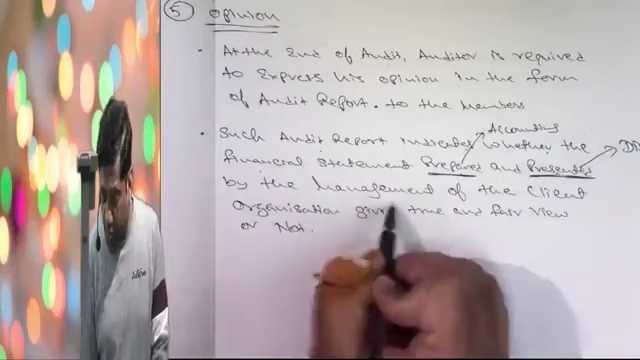 ⑤ Opinion
• At the End of Audit, Auditor is required
to Express his opinion in the form
of Audit Report. to the Members
Accounting
• Such Audit Report indicates whether the
financial Statement Prepared and Presented
by the Management of the Client
Organisation give true and fair view
or Not.